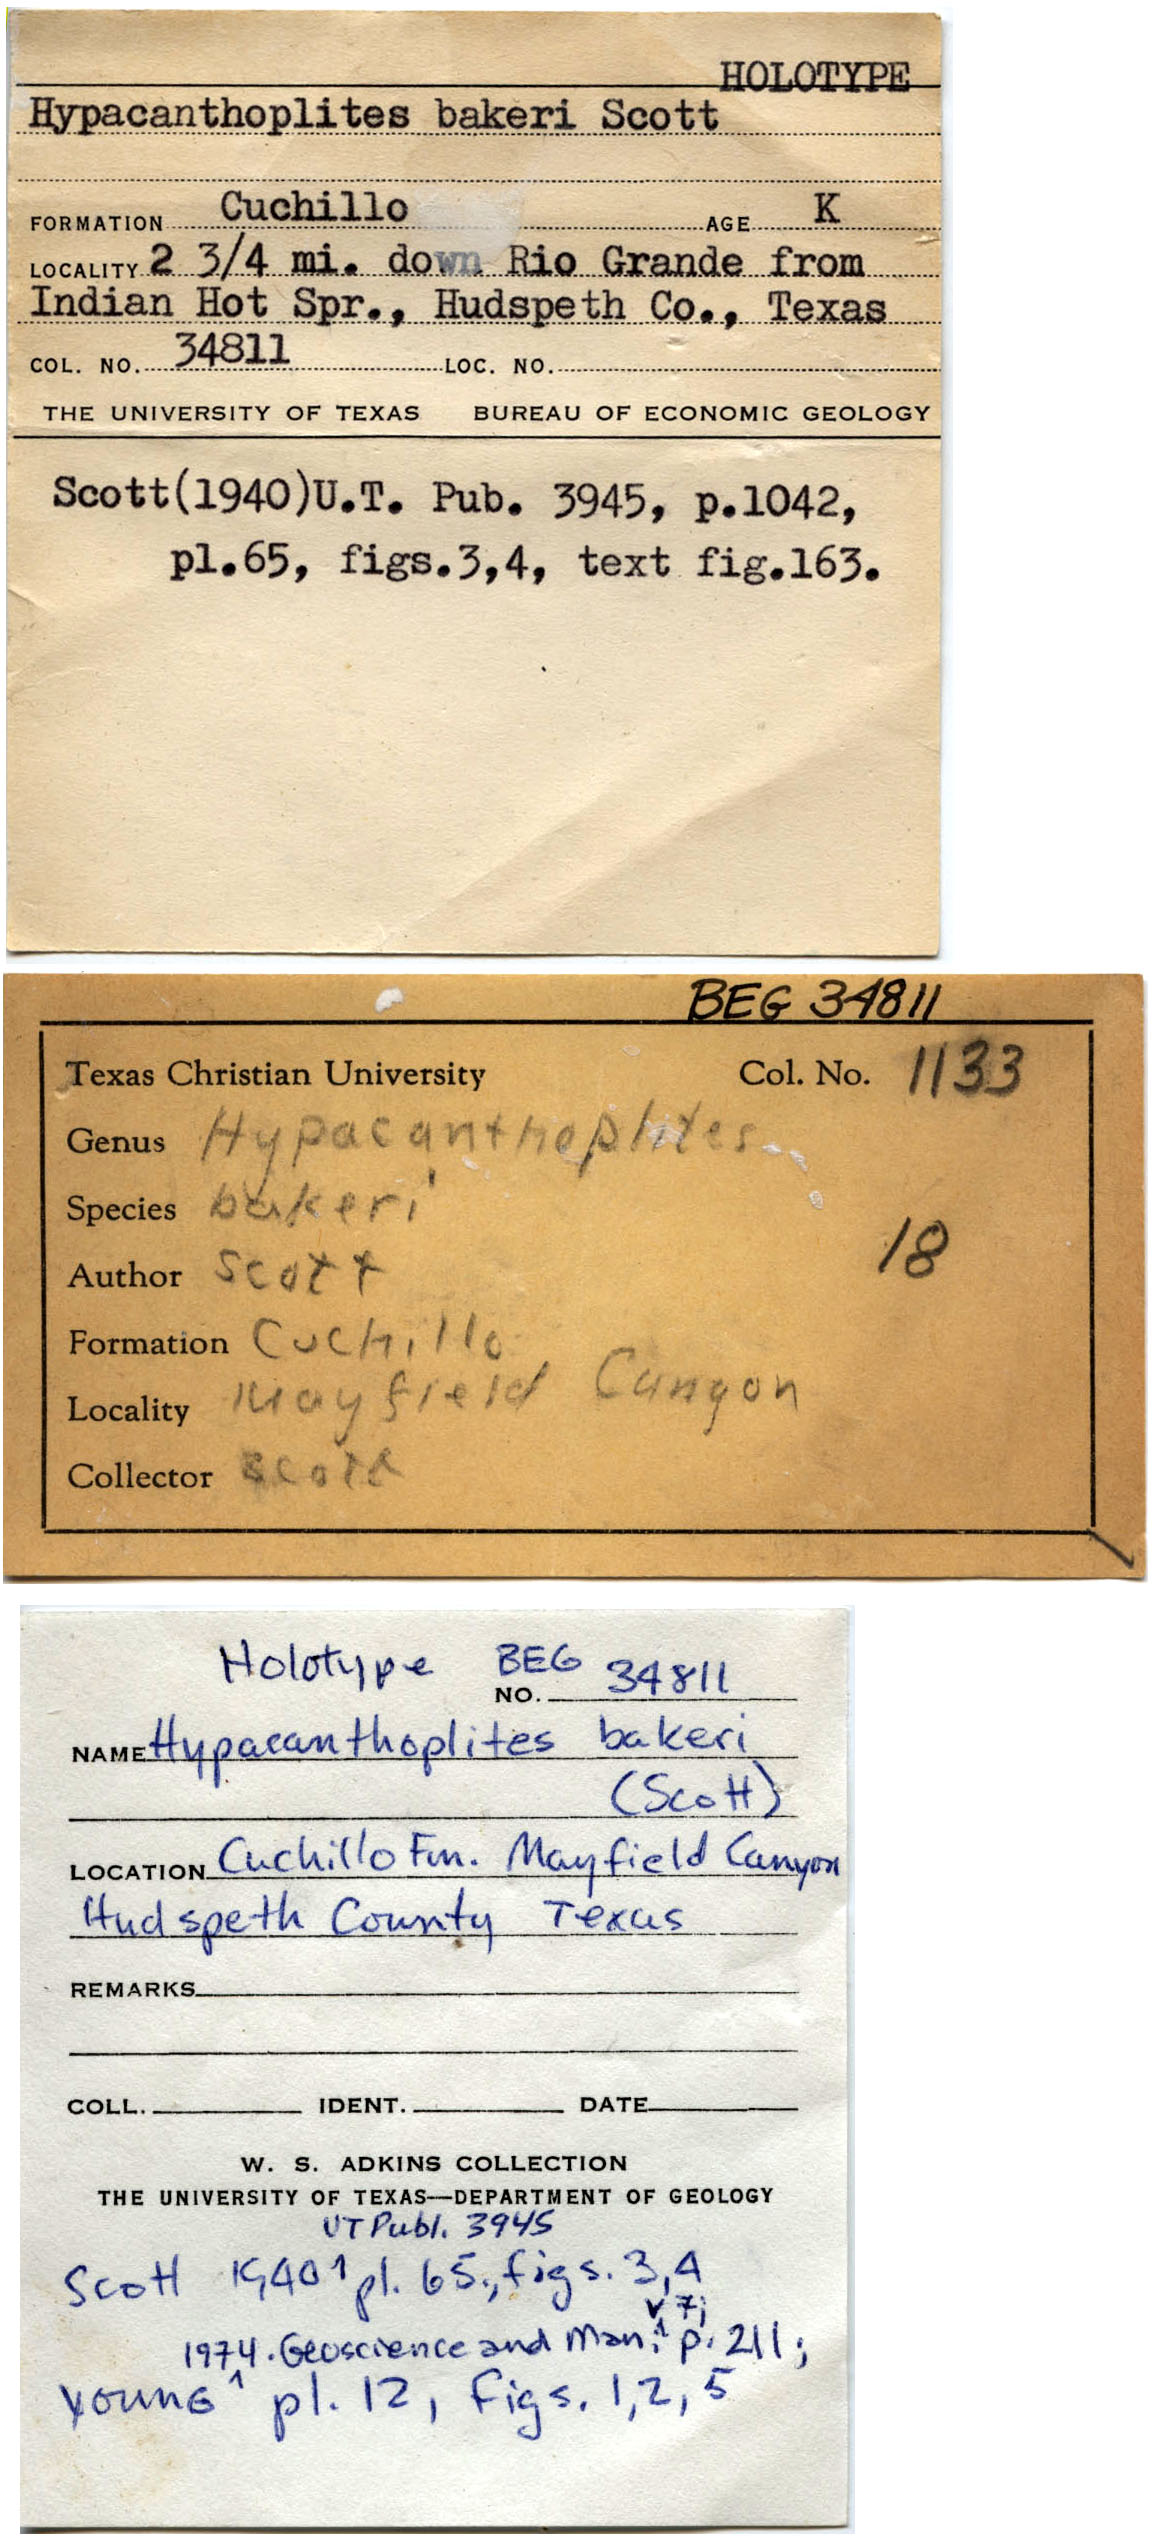 HOLOTYPE
Hypacanthoplites bakeri Scott
FORMATION Cuchillo AGE K
LOCALITY 2 3/4 mi. down Rio Grande from
Indian Hot Spr., Hudspeth Co., Texas
COL. NO. 34811 LOC. NO.
THE UNIVERSITY OF TEXAS BUREAU OF ECONOMIC GEOLOGY
Scott(1940)U.T. Pub. 3945, p.1042,
pl.65, figs.3,4, text fig.163.
BEG 34811
Texas Christian University Col. No. 1133
Genus Hypacanthoplites
Species bakeri
18
Author Scott
Formation Cuchillo
Locality Mayfield Canyon
Collector Scott
Holotype BEG
NO. 34811
NAME Hypacanthoplites bakeri
(Scott)
LOCATION Cuchillo Fm. Mayfield Canyon
Hudspeth County Texas
REMARKS
COLL. IDENT. DATE
W. S. ADKINS COLLECTION
THE UNIVERSITY OF TEXAS—DEPARTMENT OF GEOLOGY
UT Publ. 3945
Scott 1940 pl. 65., figs. 3,4
v 7;
1974. Geoscience and Man; p. 211;
YOUNG pl. 12, figs. 1,2,5